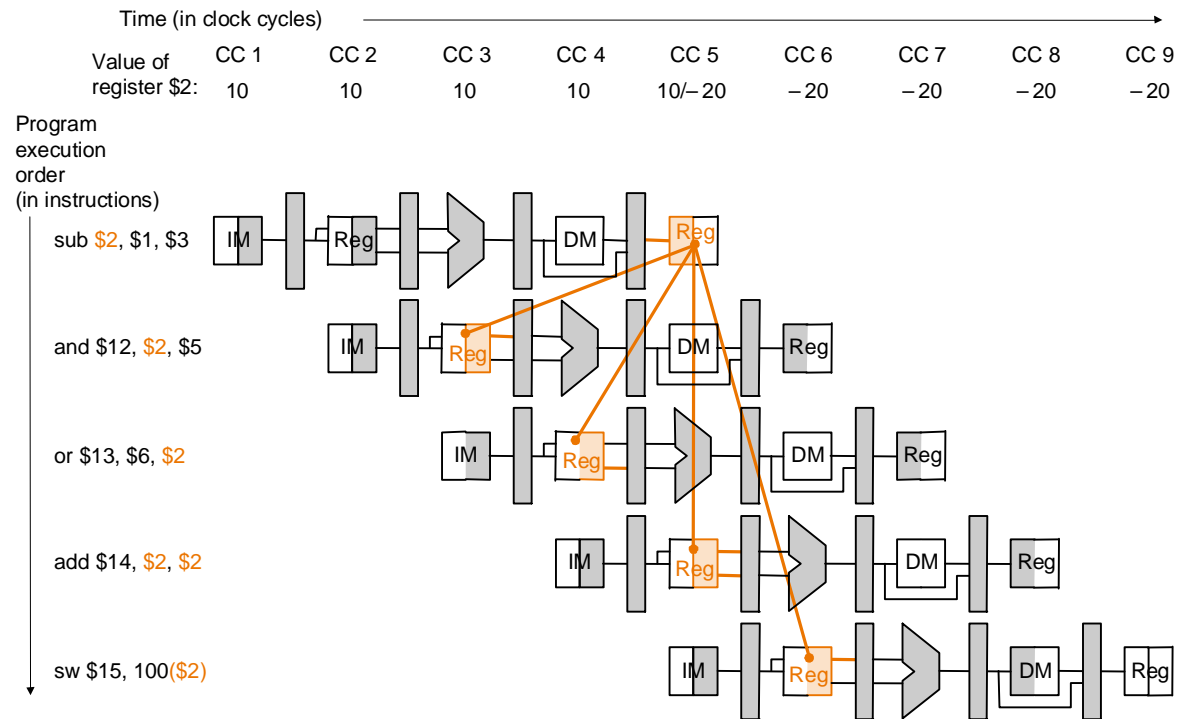 Time (in clock cycles)
CC 1 CC 2 CC 3 CC 4 CC 5 CC 6 CC 7 CC 8 CC 9
Value of
register $2:
10 10 10 10 10/– 20 – 20 – 20 – 20 – 20
Program
execution
order
(in instructions)
sub $2, $1, $3
IM Reg DM Reg
and $12, $2, $5
IM Reg DM Reg
or $13, $6, $2
IM Reg DM Reg
add $14, $2, $2
IM Reg DM Reg
sw $15, 100($2)
IM Reg DM Reg